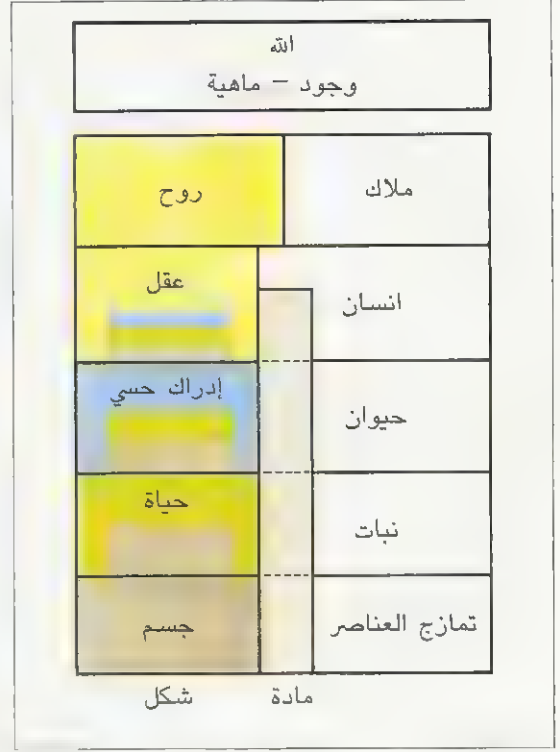 الله
وجود – ماهية
ملاك
روح
انسان
عقل
حيوان
إدراك حسي
نبات
حياة
تمازج العناصر
جسم
مادة
شكل